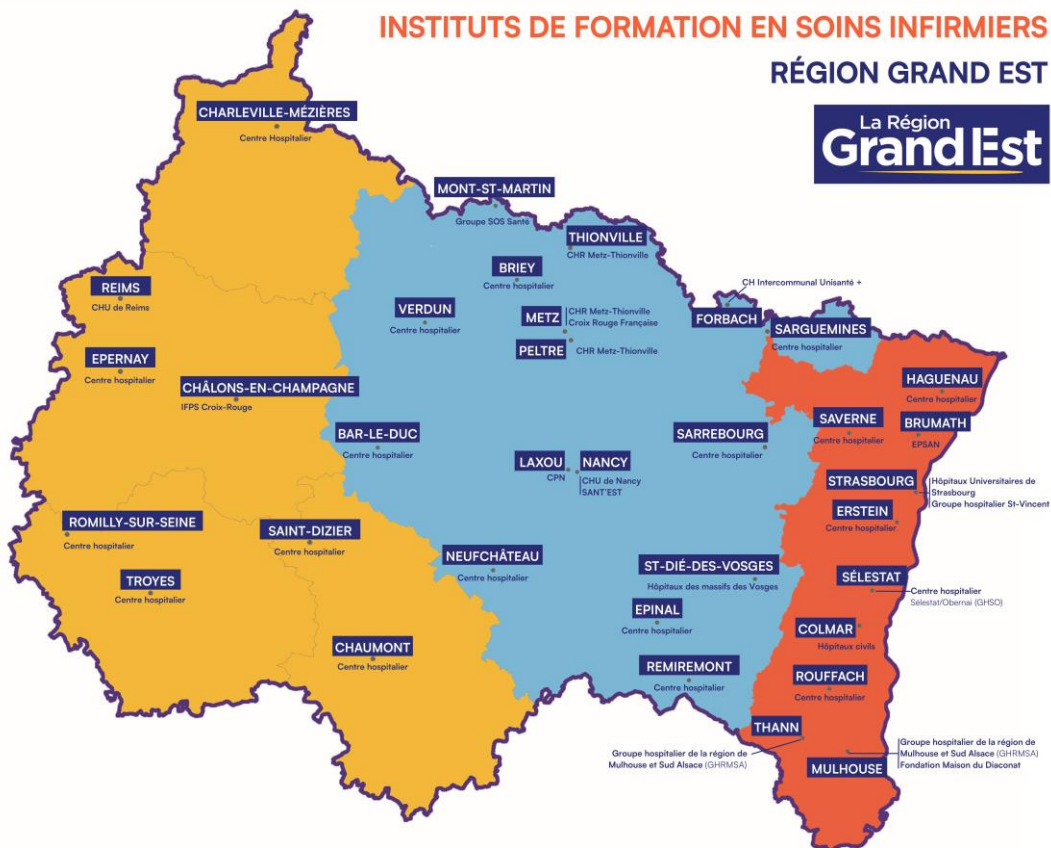 INSTITUTS DE FORMATION EN SOINS INFIRMIERS
RÉGION GRAND EST
La Région
Grand Est
CHARLEVILLE-MÉZIÈRES
Centre Hospitalier
MONT-ST-MARTIN
Groupe SOS Santé
THIONVILLE
CHR Metz-Thionville
BRIEY
Centre hospitalier
REIMS
CHU de Reims
VERDUN
Centre hospitalier
METZ
CHR Metz-Thionville
Croix Rouge Française
PELTRE
CHR Metz-Thionville
CH Intercommunal Unisanté +
FORBACH
SARGUEMINES
Centre hospitalier
EPERNAY
Centre hospitalier
CHÂLONS-EN-CHAMPAGNE
IFPS Croix-Rouge
HAGUENAU
Centre hospitalier
BAR-LE-DUC
Centre hospitalier
SARREBOURG
Centre hospitalier
SAVERNE
Centre hospitalier
BRUMATH
EPSAN
LAXOU
CPN
NANCY
CHU de Nancy
SANT'EST
STRASBOURG
Hôpitaux Universitaires de
Strasbourg
Groupe hospitalier St-Vincent
ERSTEIN
Centre hospitalier
ROMILLY-SUR-SEINE
Centre hospitalier
SAINT-DIZIER
Centre hospitalier
NEUFCHÂTEAU
Centre hospitalier
ST-DIÉ-DES-VOSGES
Hôpitaux des massifs des Vosges
SÉLESTAT
Centre hospitalier
Sélestat/Obernai (GHSO)
TROYES
Centre hospitalier
EPINAL
Centre hospitalier
COLMAR
Hôpitaux civils
CHAUMONT
Centre hospitalier
REMIREMONT
Centre hospitalier
ROUFFACH
Centre hospitalier
THANN
Groupe hospitalier de la région de
Mulhouse et Sud Alsace (GHRMSA)
MULHOUSE
Groupe hospitalier de la région de
Mulhouse et Sud Alsace (GHRMSA)
Fondation Maison du Diaconat